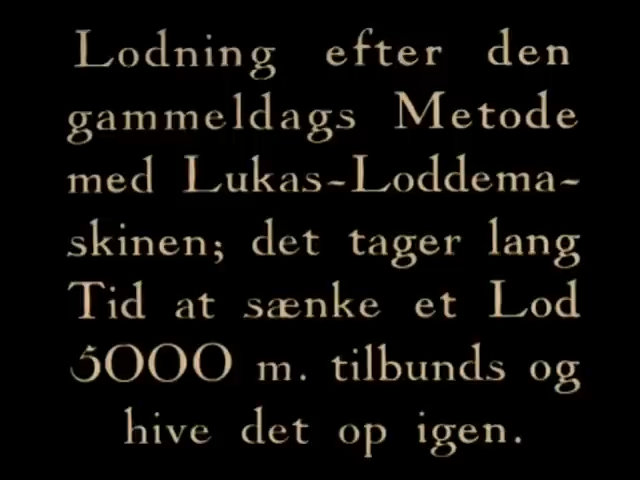 Lodning efter den
gammeldags Metode
med Lukas-Loddema-
skinen; det tager lang
Tid at sænke et Lod
5000 m. tilbunds og
hive det op igen.